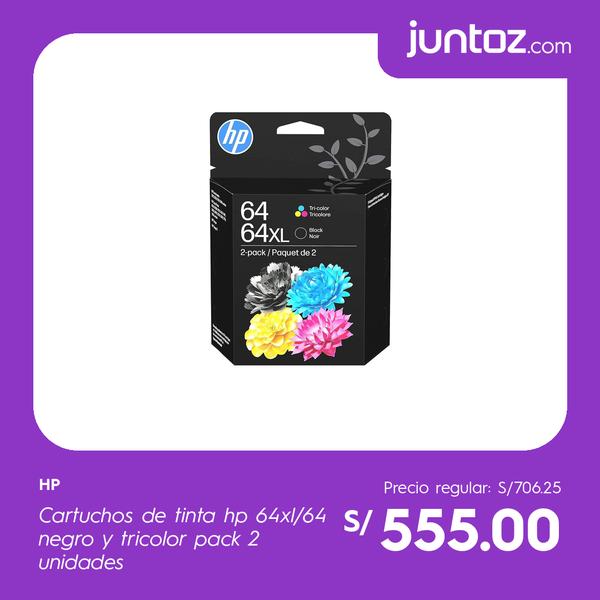 juntoz.com
hp
64
Tri-color
Tricolore
64XL
Black
Noir
2-pack / Paquet de 2
HP
Cartuchos de tinta hp 64xl/64
negro y tricolor pack 2
unidades
Precio regular: S/706.25
S/ 555.00